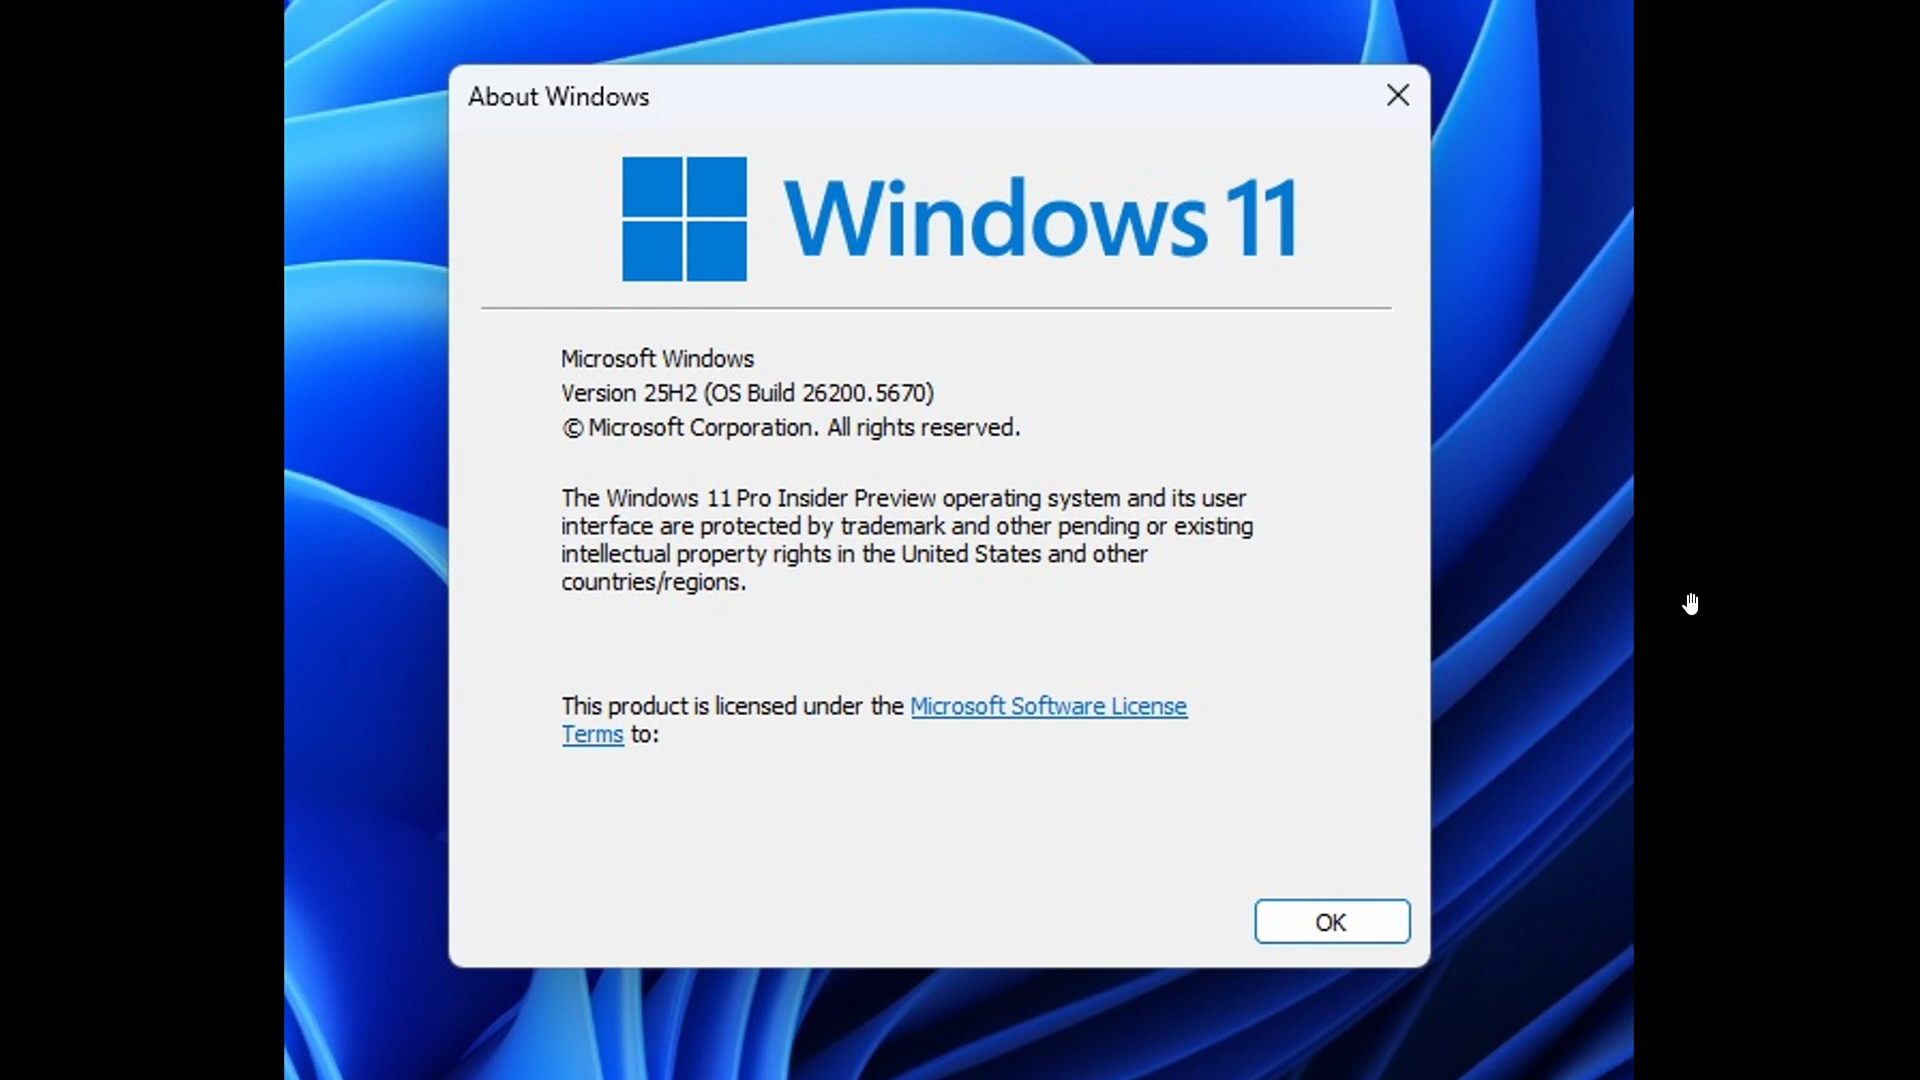 About Windows
Windows 11
Microsoft Windows
Version 25H2 (OS Build 26200.5670)
© Microsoft Corporation. All rights reserved.
The Windows 11 Pro Insider Preview operating system and its user
interface are protected by trademark and other pending or existing
intellectual property rights in the United States and other
countries/regions.
This product is licensed under the Microsoft Software License
Terms to:
OK